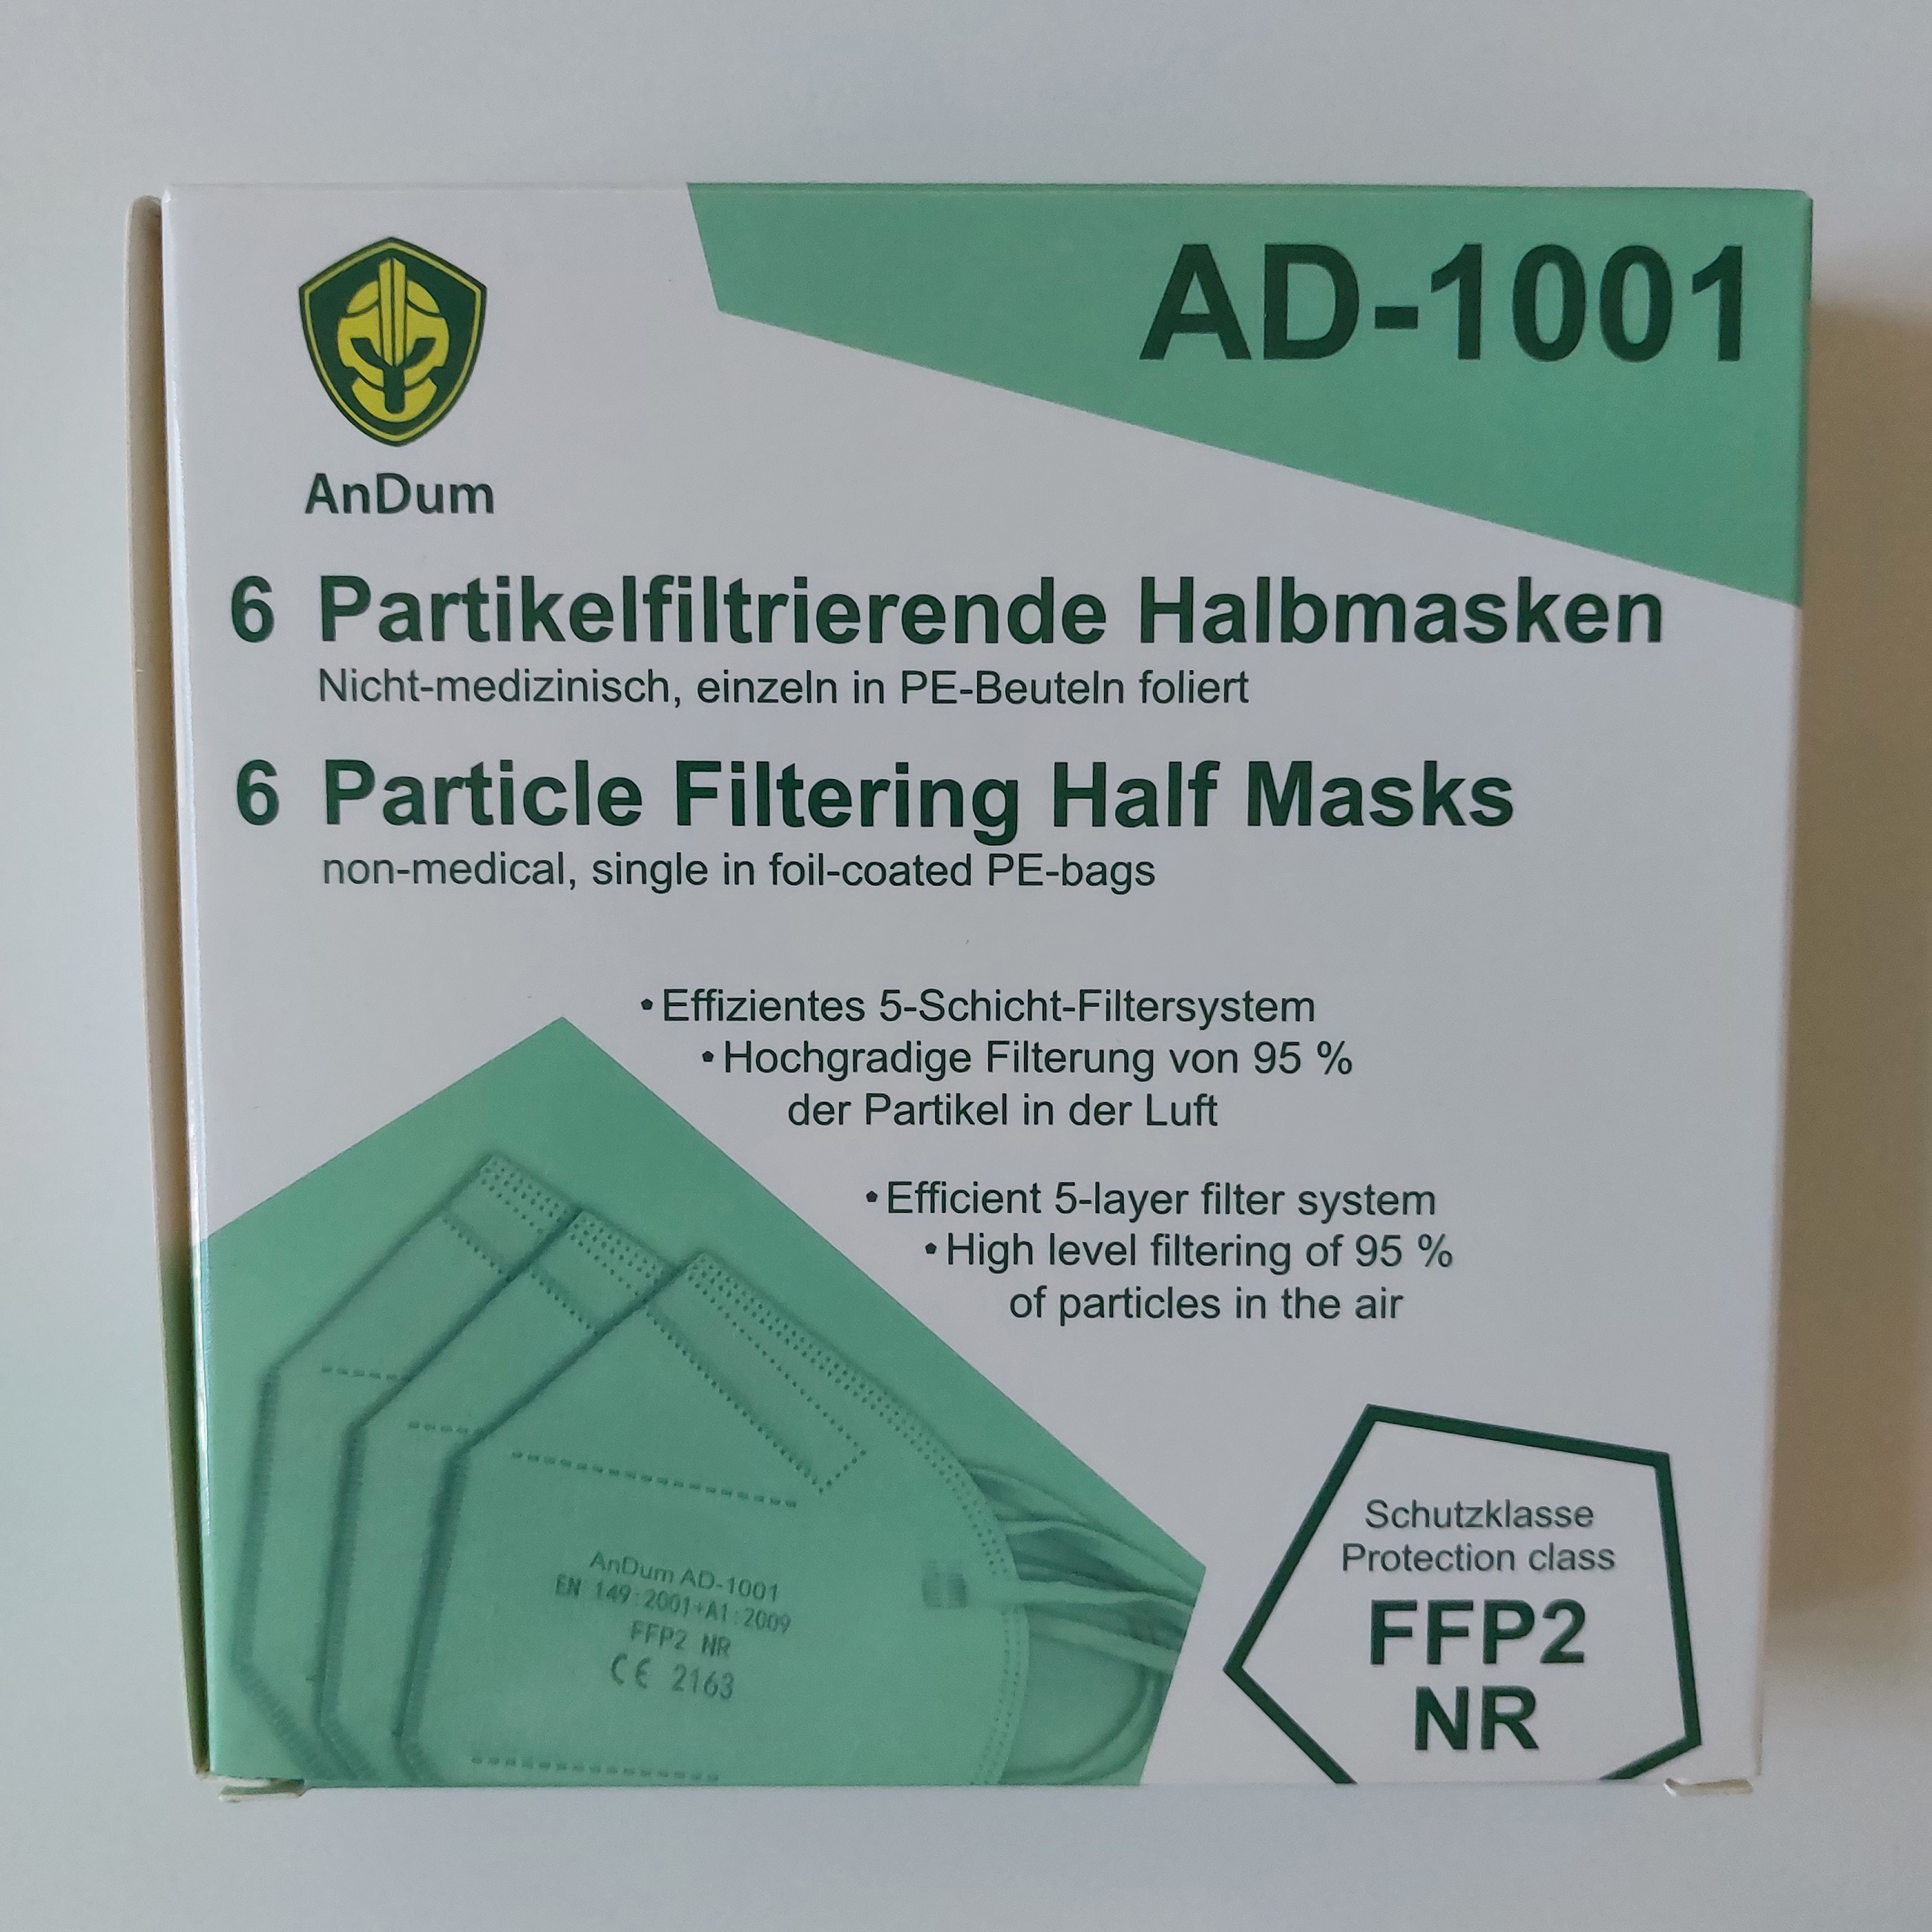 AD-1001
AnDum
6 Partikelfiltrierende Halbmasken
Nicht-medizinisch, einzeln in PE-Beuteln foliert
6 Particle Filtering Half Masks
non-medical, single in foil-coated PE-bags
• Effizientes 5-Schicht-Filtersystem
• Hochgradige Filterung von 95 %
der Partikel in der Luft
• Efficient 5-layer filter system
• High level filtering of 95 %
of particles in the air
AnDum AD-1001
EN 149:2001+A1:2009
FFP2 NR
CE 2163
Schutzklasse
Protection class
FFP2
NR